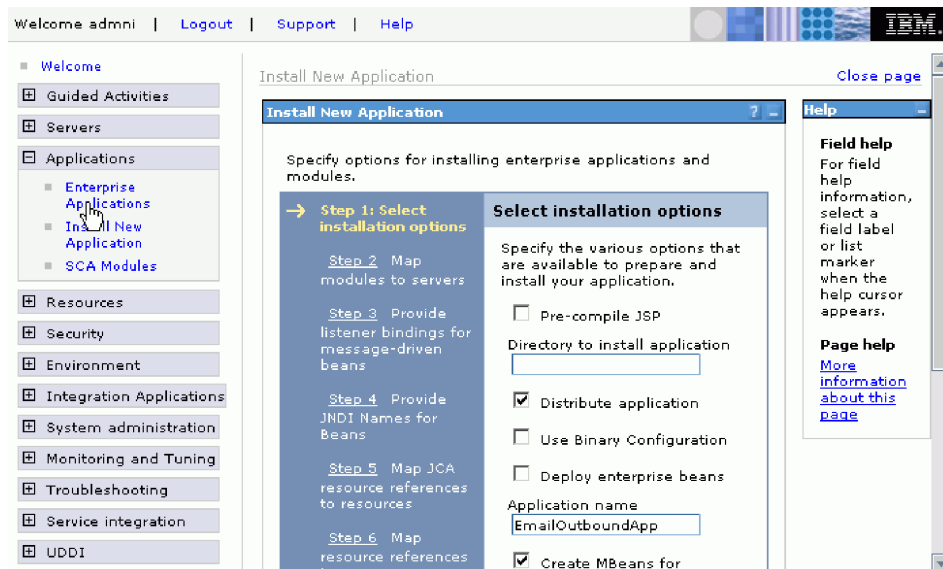 Welcome admni | Logout | Support | Help
IBM.
Welcome
Guided Activities
Servers
Applications
Enterprise
Applications
Install New
Application
SCA Modules
Resources
Security
Environment
Integration Applications
System administration
Monitoring and Tuning
Troubleshooting
Service integration
UDDI
Install New Application
Close page
Install New Application
?
Specify options for installing enterprise applications and
modules.
Step 1: Select
installation options
Step 2 Map
modules to servers
Step 3 Provide
listener bindings for
message-driven
beans
Step 4 Provide
JNDI Names for
Beans
Step 5 Map JCA
resource references
to resources
Step 6 Map
resource references
Select installation options
Specify the various options that
are available to prepare and
install your application.
Pre-compile JSP
Directory to install application
Distribute application
Use Binary Configuration
Deploy enterprise beans
Application name
EmailOutboundApp
Create MBeans for
Help
Field help
For field
help
information,
select a
field label
or list
marker
when the
help cursor
appears.
Page help
More
information
about this
page